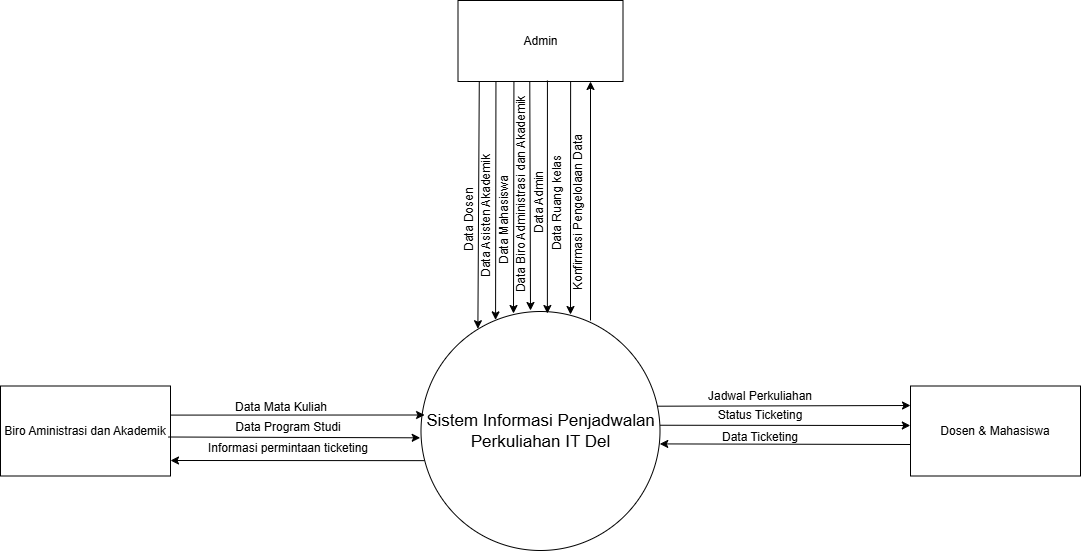 Admin
Data Dosen
Data Asisten Akademik
Data Mahasiswa
Data Biro Administrasi dan Akademik
Data Admin
Data Ruang kelas
Konfirmasi Pengelolaan Data
Biro Aministrasi dan Akademik
Data Mata Kuliah
Data Program Studi
Informasi permintaan ticketing
Sistem Informasi Penjadwalan
Perkuliahan IT Del
Jadwal Perkuliahan
Status Ticketing
Data Ticketing
Dosen & Mahasiswa